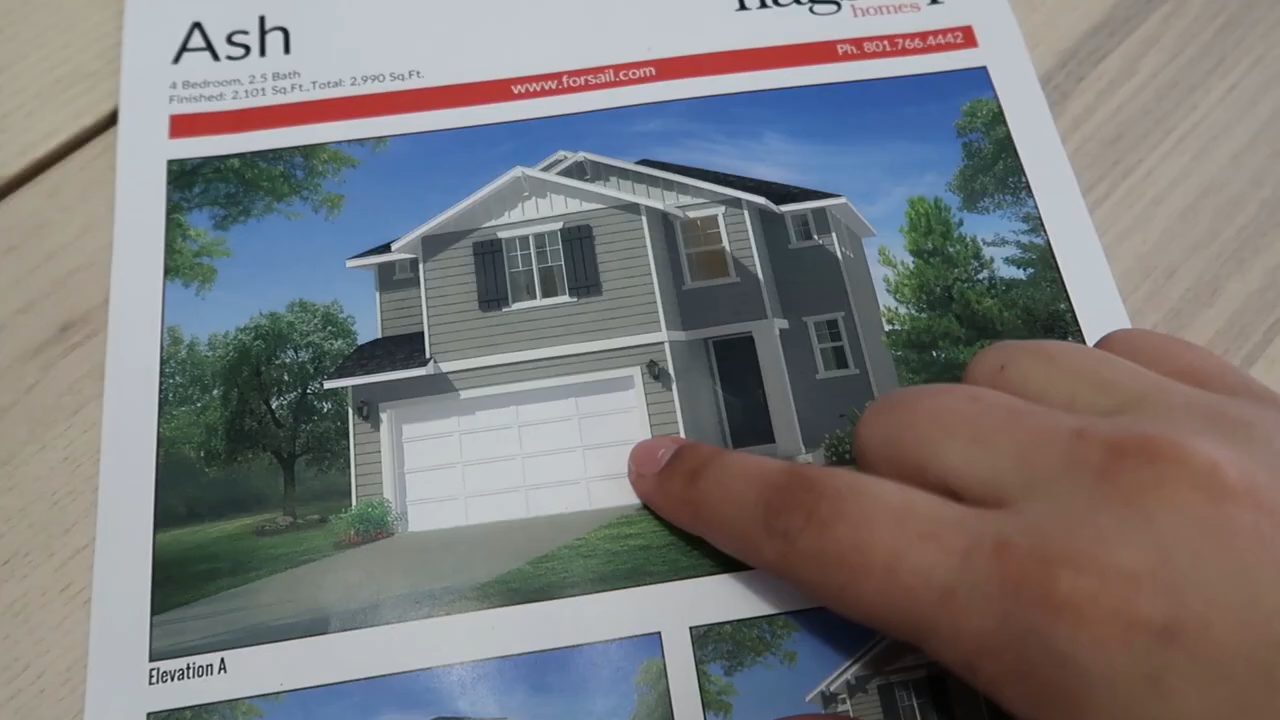 Ash
homes
4 Bedroom, 2.5 Bath
Finished: 2,101 Sq.Ft.,Total: 2,990 Sq.Ft.
www.forsail.com
Ph. 801.766.4442
Elevation A